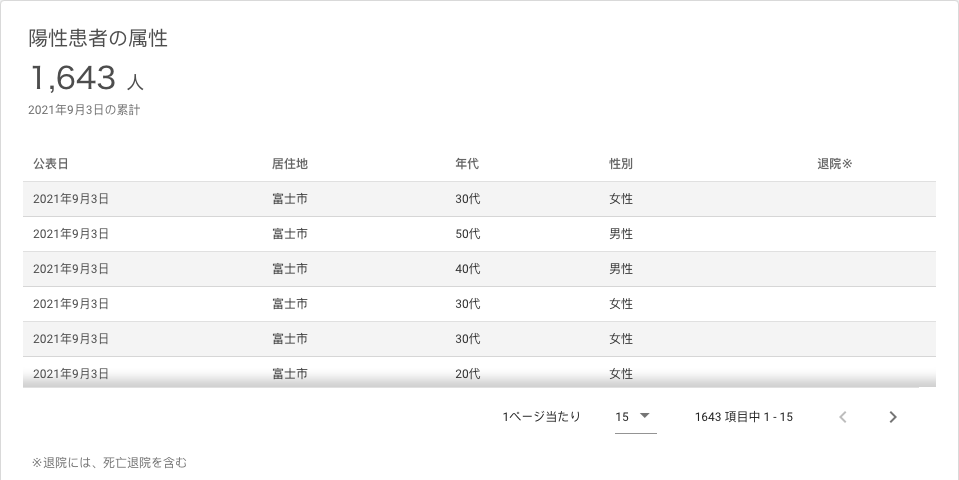 陽性患者の属性
1,643 人
2021年9月3日の累計
公表日 居住地 年代 性別 退院※
2021年9月3日 富士市 30代 女性
2021年9月3日 富士市 50代 男性
2021年9月3日 富士市 40代 男性
2021年9月3日 富士市 30代 女性
2021年9月3日 富士市 30代 女性
2021年9月3日 富士市 20代 女性
1ページ当たり 15 1643 項目中 1 - 15
※退院には、死亡退院を含む